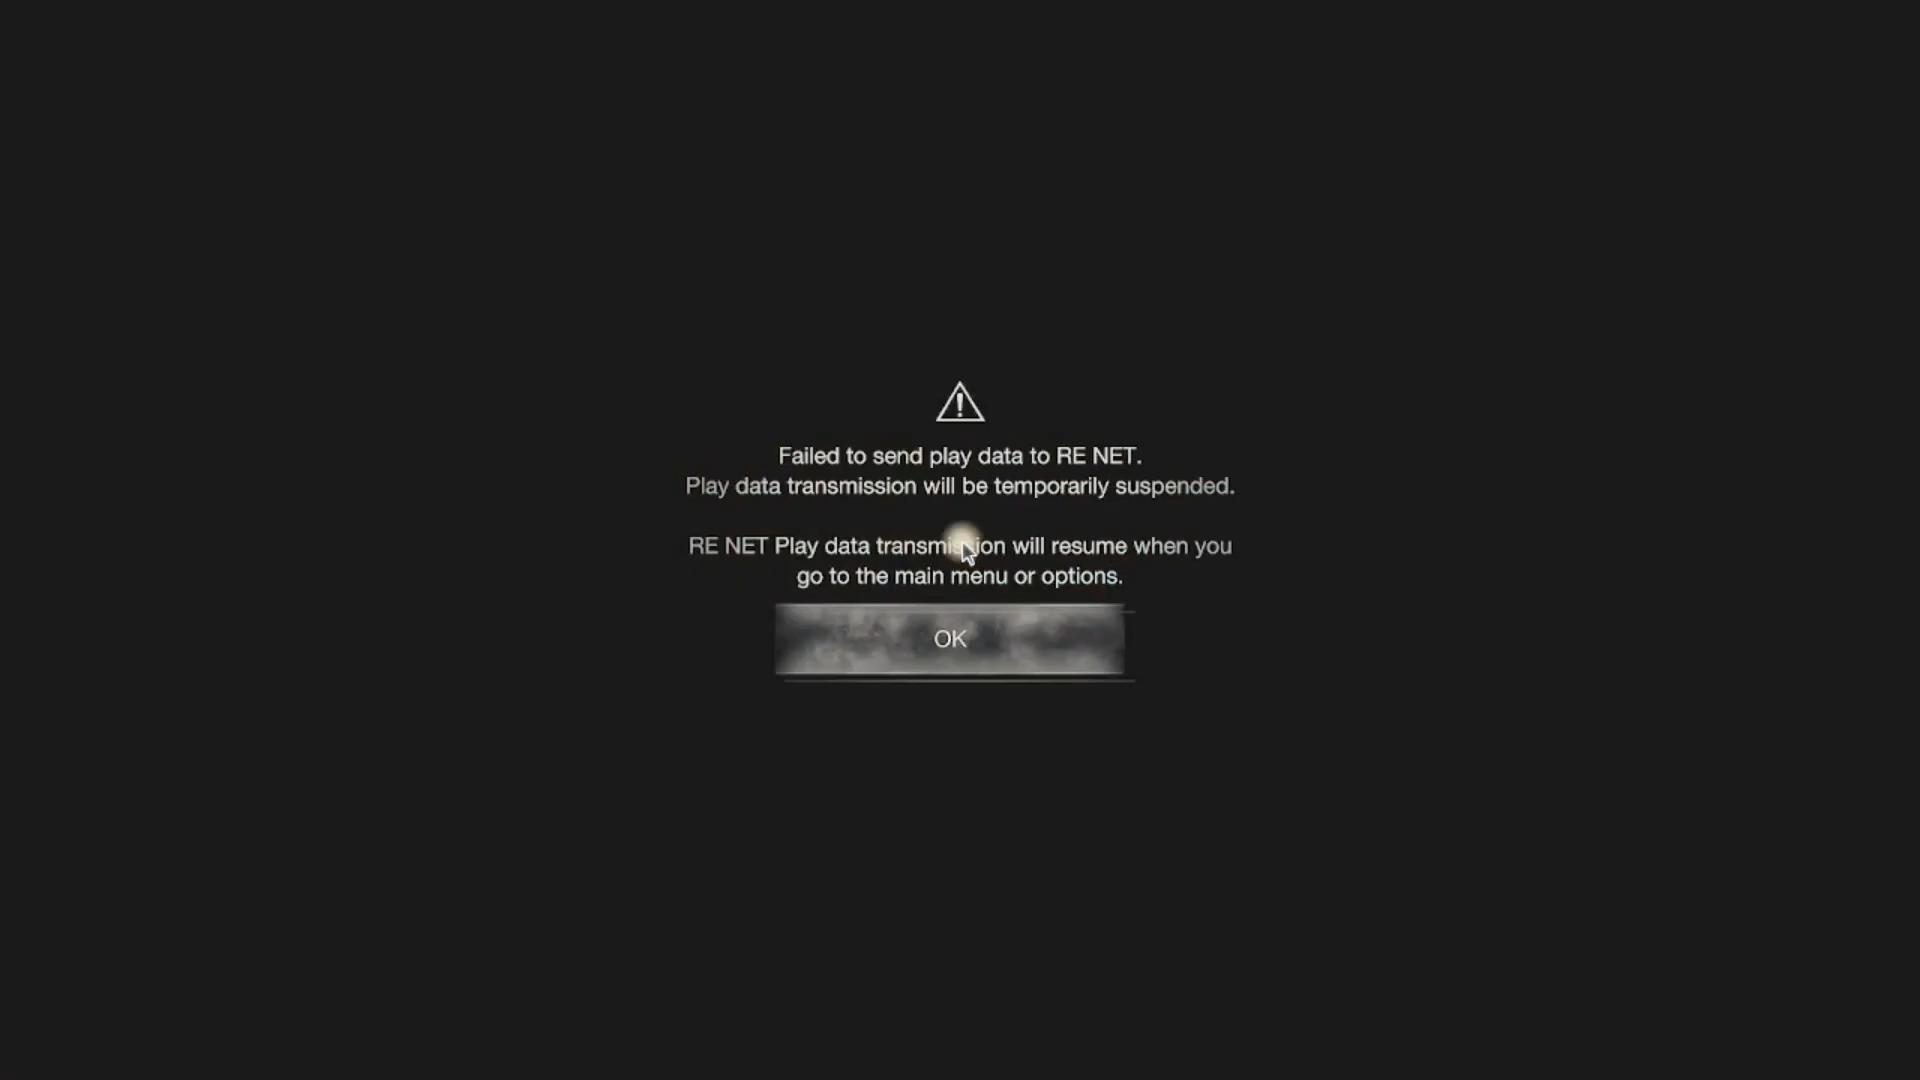 Failed to send play data to RE NET.
Play data transmission will be temporarily suspended.
RE NET Play data transmission will resume when you
go to the main menu or options.
OK